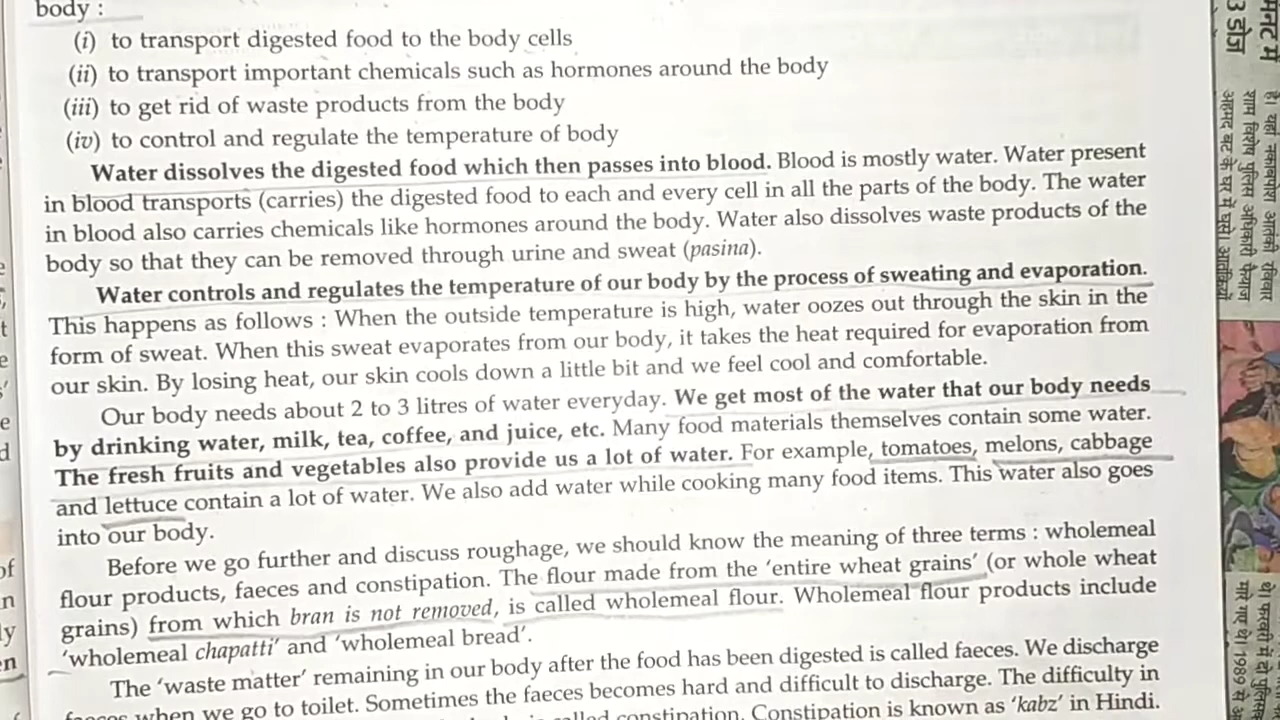 body :
(i) to transport digested food to the body cells
(ii) to transport important chemicals such as hormones around the body
(iii) to get rid of waste products from the body
(iv) to control and regulate the temperature of body
Water dissolves the digested food which then passes into blood. Blood is mostly water. Water present
in blood transports (carries) the digested food to each and every cell in all the parts of the body. The water
in blood also carries chemicals like hormones around the body. Water also dissolves waste products of the
body so that they can be removed through urine and sweat (pasina).
Water controls and regulates the temperature of our body by the process of sweating and evaporation.
This happens as follows : When the outside temperature is high, water oozes out through the skin in the
form of sweat. When this sweat evaporates from our body, it takes the heat required for evaporation from
our skin. By losing heat, our skin cools down a little bit and we feel cool and comfortable.
Our body needs about 2 to 3 litres of water everyday. We get most of the water that our body needs
by drinking water, milk, tea, coffee, and juice, etc. Many food materials themselves contain some water.
The fresh fruits and vegetables also provide us a lot of water. For example, tomatoes, melons, cabbage
and lettuce contain a lot of water. We also add water while cooking many food items. This water also goes
into our body.
Before we go further and discuss roughage, we should know the meaning of three terms : wholemeal
flour products, faeces and constipation. The flour made from the ‘entire wheat grains’ (or whole wheat
grains) from which bran is not removed, is called wholemeal flour. Wholemeal flour products include
‘wholemeal chapatti’ and ‘wholemeal bread’.
The ‘waste matter’ remaining in our body after the food has been digested is called faeces. We discharge
faeces when we go to toilet. Sometimes the faeces becomes hard and difficult to discharge. The difficulty in
called constipation. Constipation is known as ‘kabz’ in Hindi.